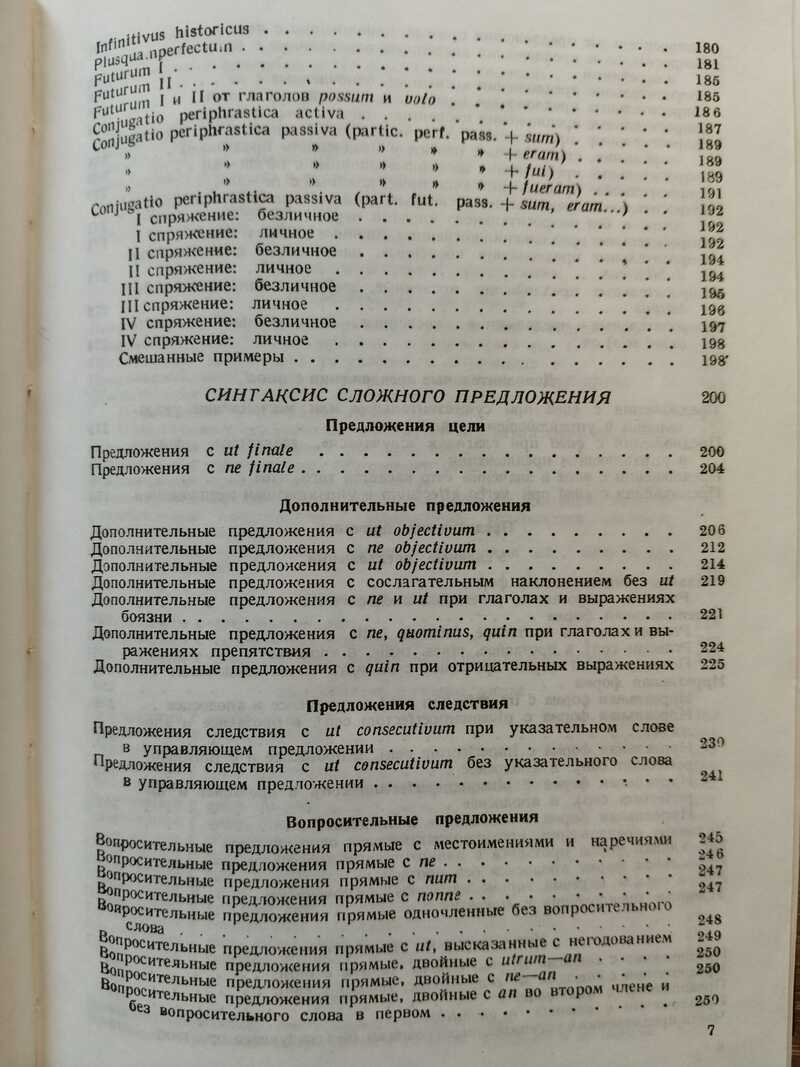 Infinitivus historicus . . . . . . . . . . . . . . . . 180
Plusquamperfectum . . . . . . . . . . . . . . . . 181
Futurum I . . . . . . . . . . . . . . . . 185
Futurum II . . . . . . . . . . . . . . . . 185
Futurum I и II от глаголов possum и volo . . . . . . . . 186
Conjugatio periphrastica activa . . . . . . . . . . . . 187
Conjugatio periphrastica passiva (partic. perf. pass. + sum) . . 189
» » » » » + eram) . . . 189
» » » » » + fui) . . . 189
» » » » » + fueram) . . . 191
Conjugatio periphrastica passiva (part. fut. pass. + sum, eram...) . . 192
I спряжение: безличное . . . . . . . . . . . . 192
I спряжение: личное . . . . . . . . . . . . 192
II спряжение: безличное . . . . . . . . . . . . 194
II спряжение: личное . . . . . . . . . . . . 194
III спряжение: безличное . . . . . . . . . . . . 195
III спряжение: личное . . . . . . . . . . . . 196
IV спряжение: безличное . . . . . . . . . . . . 197
IV спряжение: личное . . . . . . . . . . . . 198
Смешанные примеры . . . . . . . . . . . . . . 198
СИНТАКСИС СЛОЖНОГО ПРЕДЛОЖЕНИЯ 200
Предложения цели
Предложения с ut finale . . . . . . . . . . . . 200
Предложения с ne finale . . . . . . . . . . . . . 204
Дополнительные предложения
Дополнительные предложения с ut objectivum . . . . . . . . . 206
Дополнительные предложения с ne objectivum . . . . . . . . . 212
Дополнительные предложения с ut objectivum . . . . . . . . . 214
Дополнительные предложения с сослагательным наклонением без ut 219
Дополнительные предложения с ne и ut при глаголах и выражениях
боязни . . . . . . . . . . . . . . . . . . 221
Дополнительные предложения с ne, quominus, quin при глаголах и вы-
ражениях препятствия . . . . . . . . . . . . . 224
Дополнительные предложения с quin при отрицательных выражениях 225
Предложения следствия
Предложения следствия с ut consecutivum при указательном слове
в управляющем предложении . . . . . . . . . . . 230
Предложения следствия с ut consecutivum без указательного слова
в управляющем предложении . . . . . . . . . . . . 241
Вопросительные предложения
Вопросительные предложения прямые с местоимениями и наречиями 245
Вопросительные предложения прямые с ne . . . . . . . . . . 246
Вопросительные предложения прямые с num . . . . . . . . . 247
Вопросительные предложения прямые с nonne . . . . . . . . . 247
Вопросительные предложения прямые одночленные без вопросительного
слова . . . . . . . . . . . . . . . . . . 248
Вопросительные предложения прямые с ut, высказанные с негодованием 249
Вопросительные предложения прямые, двойные с utrum—an . . . . 250
Вопросительные предложения прямые, двойные с ne—an . . . . . 250
Вопросительные предложения прямые, двойные с an во втором члене и
без вопросительного слова в первом . . . . . . . . . . 250
7